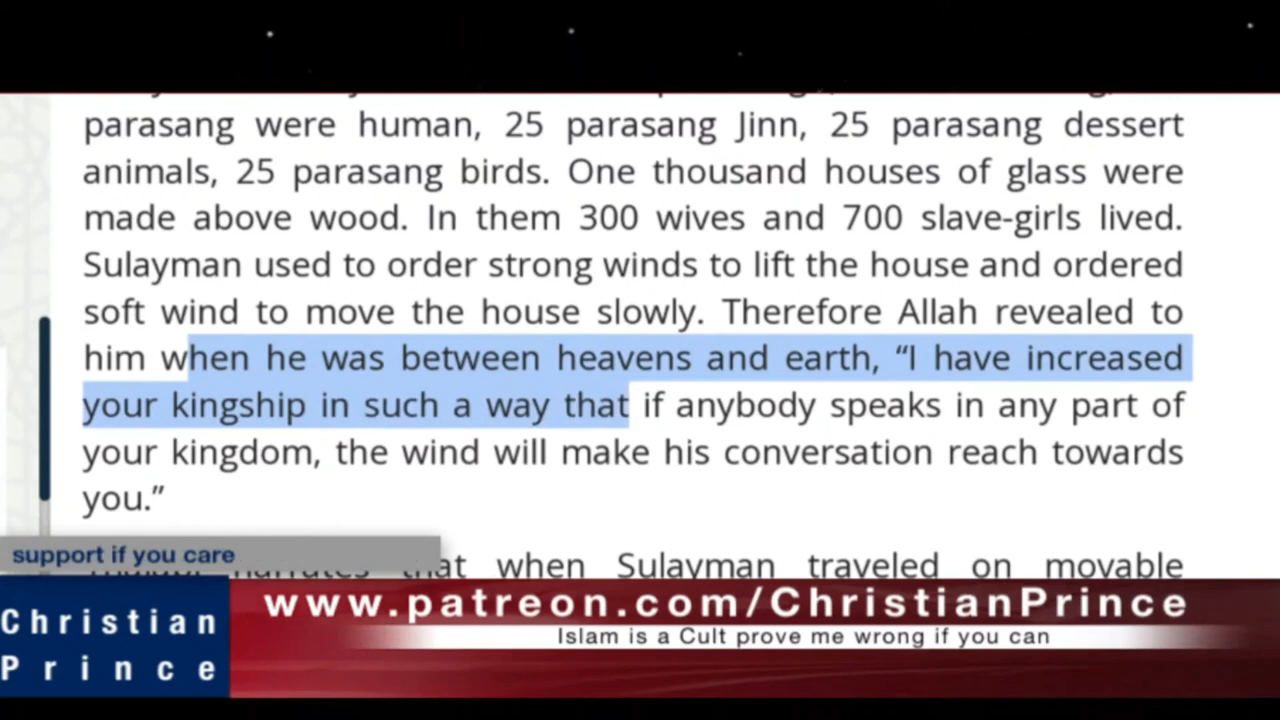 parasang were human, 25 parasang Jinn, 25 parasang dessert
animals, 25 parasang birds. One thousand houses of glass were
made above wood. In them 300 wives and 700 slave-girls lived.
Sulayman used to order strong winds to lift the house and ordered
soft wind to move the house slowly. Therefore Allah revealed to
him when he was between heavens and earth, “I have increased
your kingship in such a way that if anybody speaks in any part of
your kingdom, the wind will make his conversation reach towards
you.”
support if you care
narrates that when Sulayman traveled on movable
www.patreon.com/ChristianPrince
Islam is a Cult prove me wrong if you can
Christian
Prince